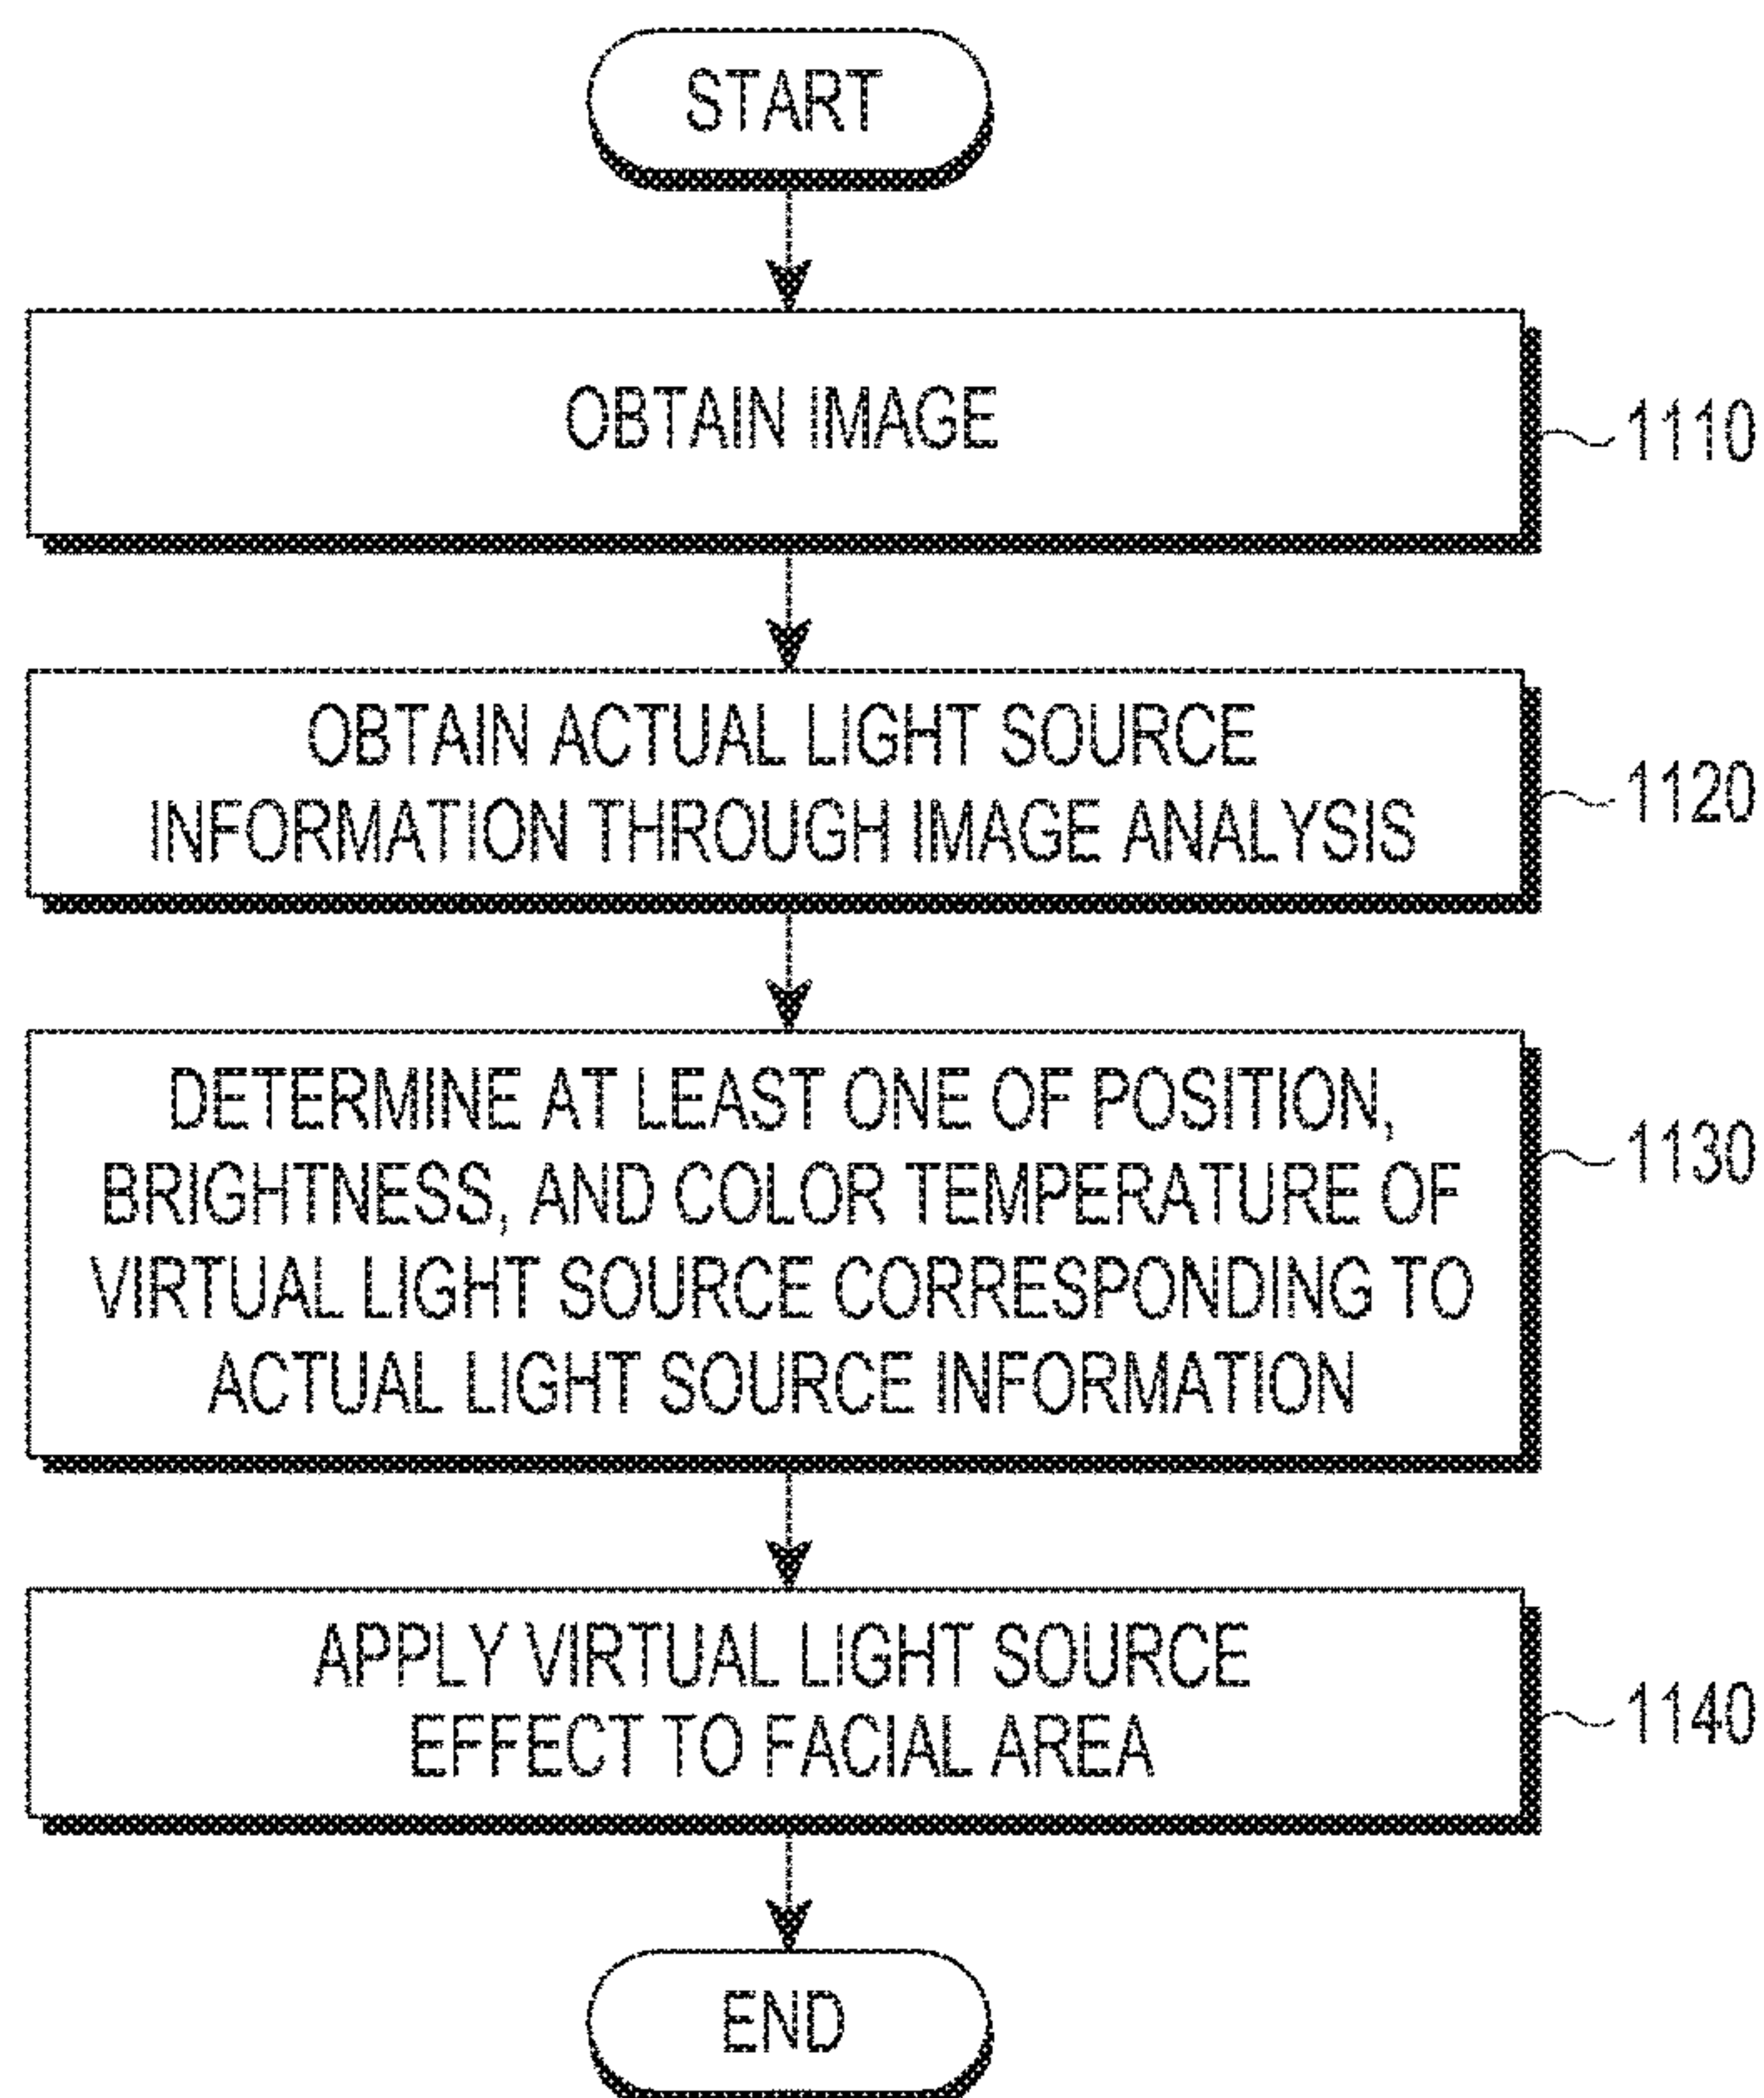 START
OBTAIN IMAGE
1110
OBTAIN ACTUAL LIGHT SOURCE
INFORMATION THROUGH IMAGE ANALYSIS
1120
DETERMINE AT LEAST ONE OF POSITION,
BRIGHTNESS, AND COLOR TEMPERATURE OF
VIRTUAL LIGHT SOURCE CORRESPONDING TO
ACTUAL LIGHT SOURCE INFORMATION
1130
APPLY VIRTUAL LIGHT SOURCE
EFFECT TO FACIAL AREA
1140
END